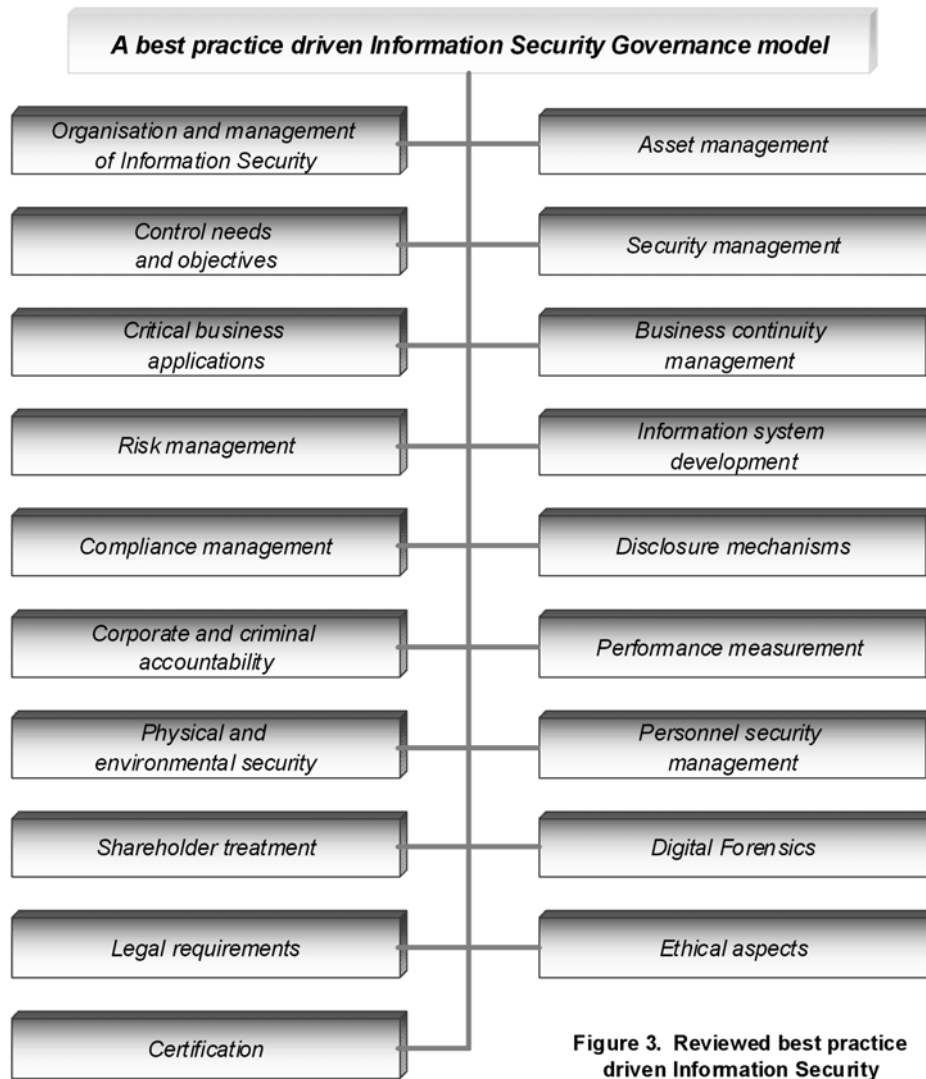 A best practice driven Information Security Governance model
Organisation and management
of Information Security
Asset management
Control needs
and objectives
Security management
Critical business
applications
Business continuity
management
Risk management
Information system
development
Compliance management
Disclosure mechanisms
Corporate and criminal
accountability
Performance measurement
Physical and
environmental security
Personnel security
management
Shareholder treatment
Digital Forensics
Legal requirements
Ethical aspects
Certification
Figure 3. Reviewed best practice
driven Information Security